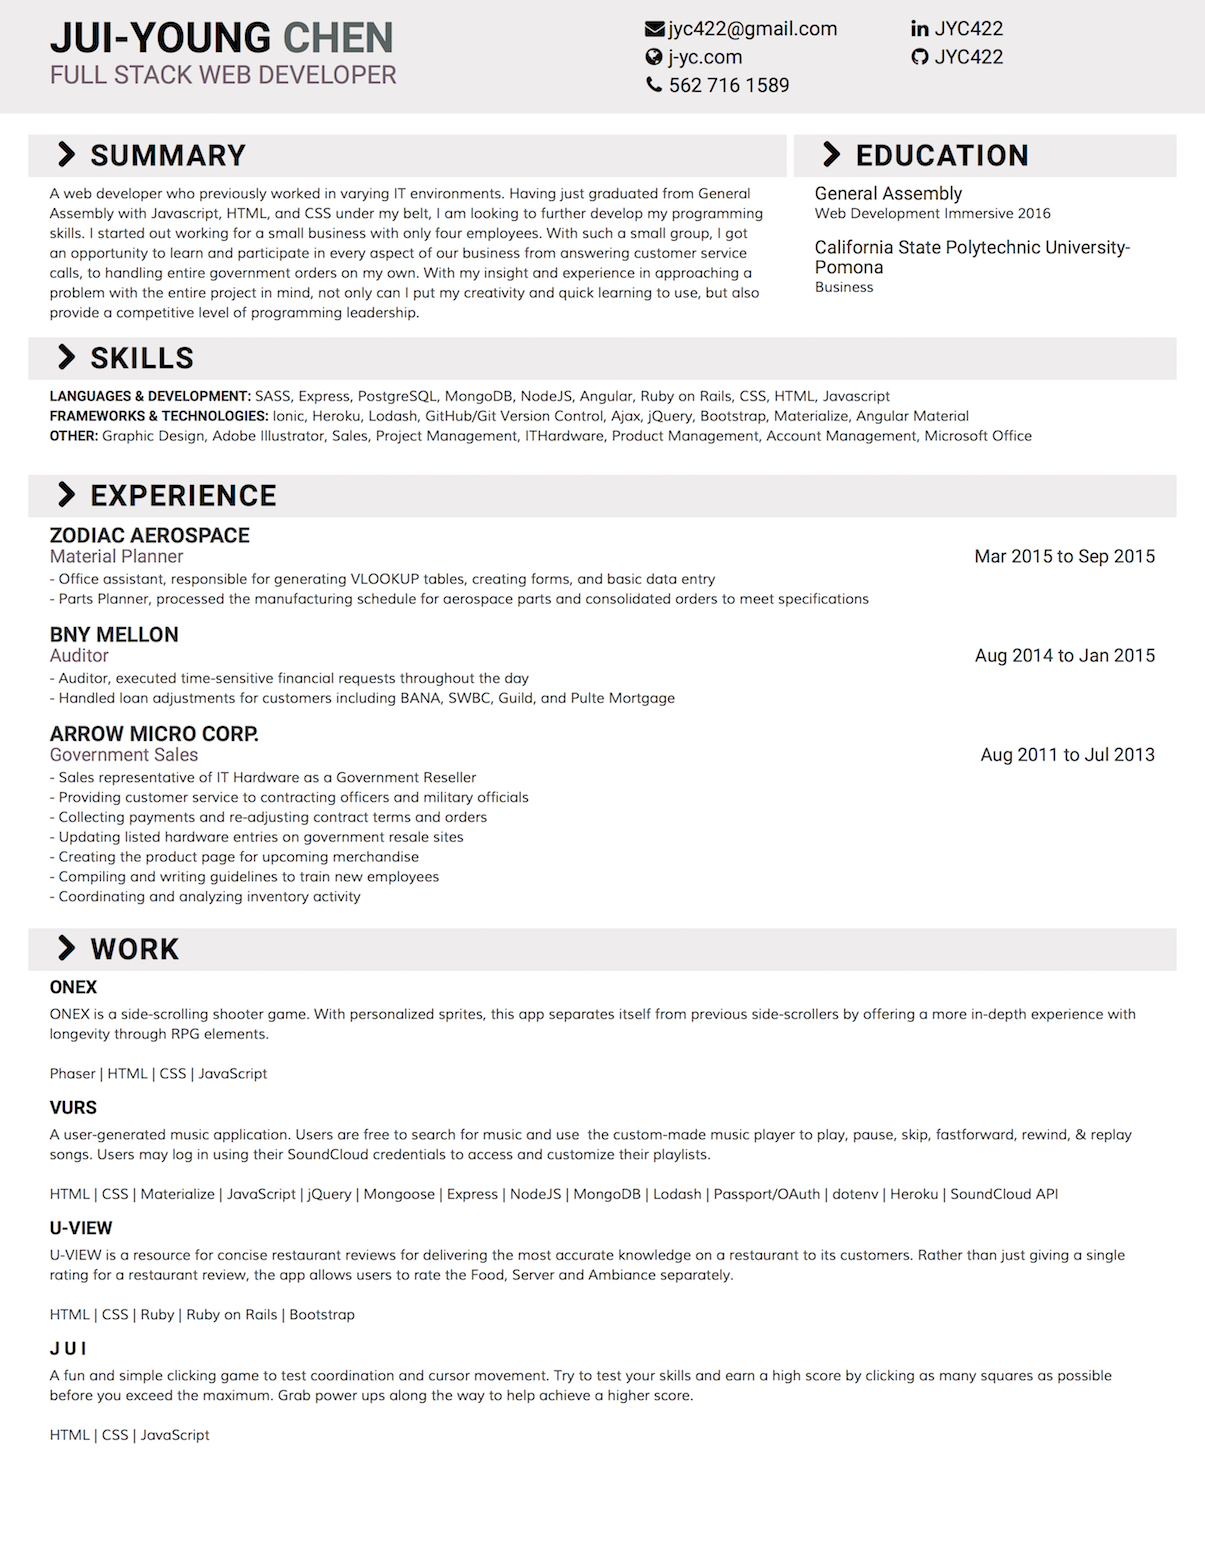 JUI-YOUNG CHEN
FULL STACK WEB DEVELOPER
jyc422@gmail.com
j-yc.com
562 716 1589
JYC422
JYC422
SUMMARY
A web developer who previously worked in varying IT environments. Having just graduated from General
Assembly with Javascript, HTML, and CSS under my belt, I am looking to further develop my programming
skills. I started out working for a small business with only four employees. With such a small group, I got
an opportunity to learn and participate in every aspect of our business from answering customer service
calls, to handling entire government orders on my own. With my insight and experience in approaching a
problem with the entire project in mind, not only can I put my creativity and quick learning to use, but also
provide a competitive level of programming leadership.
EDUCATION
General Assembly
Web Development Immersive 2016
California State Polytechnic University-
Pomona
Business
SKILLS
LANGUAGES & DEVELOPMENT: SASS, Express, PostgreSQL, MongoDB, NodeJS, Angular, Ruby on Rails, CSS, HTML, Javascript
FRAMEWORKS & TECHNOLOGIES: Ionic, Heroku, Lodash, GitHub/Git Version Control, Ajax, jQuery, Bootstrap, Materialize, Angular Material
OTHER: Graphic Design, Adobe Illustrator, Sales, Project Management, ITHardware, Product Management, Account Management, Microsoft Office
EXPERIENCE
ZODIAC AEROSPACE
Material Planner Mar 2015 to Sep 2015
- Office assistant, responsible for generating VLOOKUP tables, creating forms, and basic data entry
- Parts Planner, processed the manufacturing schedule for aerospace parts and consolidated orders to meet specifications
BNY MELLON
Auditor Aug 2014 to Jan 2015
- Auditor, executed time-sensitive financial requests throughout the day
- Handled loan adjustments for customers including BANA, SWBC, Guild, and Pulte Mortgage
ARROW MICRO CORP.
Government Sales Aug 2011 to Jul 2013
- Sales representative of IT Hardware as a Government Reseller
- Providing customer service to contracting officers and military officials
- Collecting payments and re-adjusting contract terms and orders
- Updating listed hardware entries on government resale sites
- Creating the product page for upcoming merchandise
- Compiling and writing guidelines to train new employees
- Coordinating and analyzing inventory activity
WORK
ONEX
ONEX is a side-scrolling shooter game. With personalized sprites, this app separates itself from previous side-scrollers by offering a more in-depth experience with
longevity through RPG elements.
Phaser | HTML | CSS | JavaScript
VURS
A user-generated music application. Users are free to search for music and use  the custom-made music player to play, pause, skip, fastforward, rewind, & replay
songs. Users may log in using their SoundCloud credentials to access and customize their playlists.
HTML | CSS | Materialize | JavaScript | jQuery | Mongoose | Express | NodeJS | MongoDB | Lodash | Passport/OAuth | dotenv | Heroku | SoundCloud API
U-VIEW
U-VIEW is a resource for concise restaurant reviews for delivering the most accurate knowledge on a restaurant to its customers. Rather than just giving a single
rating for a restaurant review, the app allows users to rate the Food, Server and Ambiance separately.
HTML | CSS | Ruby | Ruby on Rails | Bootstrap
J U I
A fun and simple clicking game to test coordination and cursor movement. Try to test your skills and earn a high score by clicking as many squares as possible
before you exceed the maximum. Grab power ups along the way to help achieve a higher score.
HTML | CSS | JavaScript